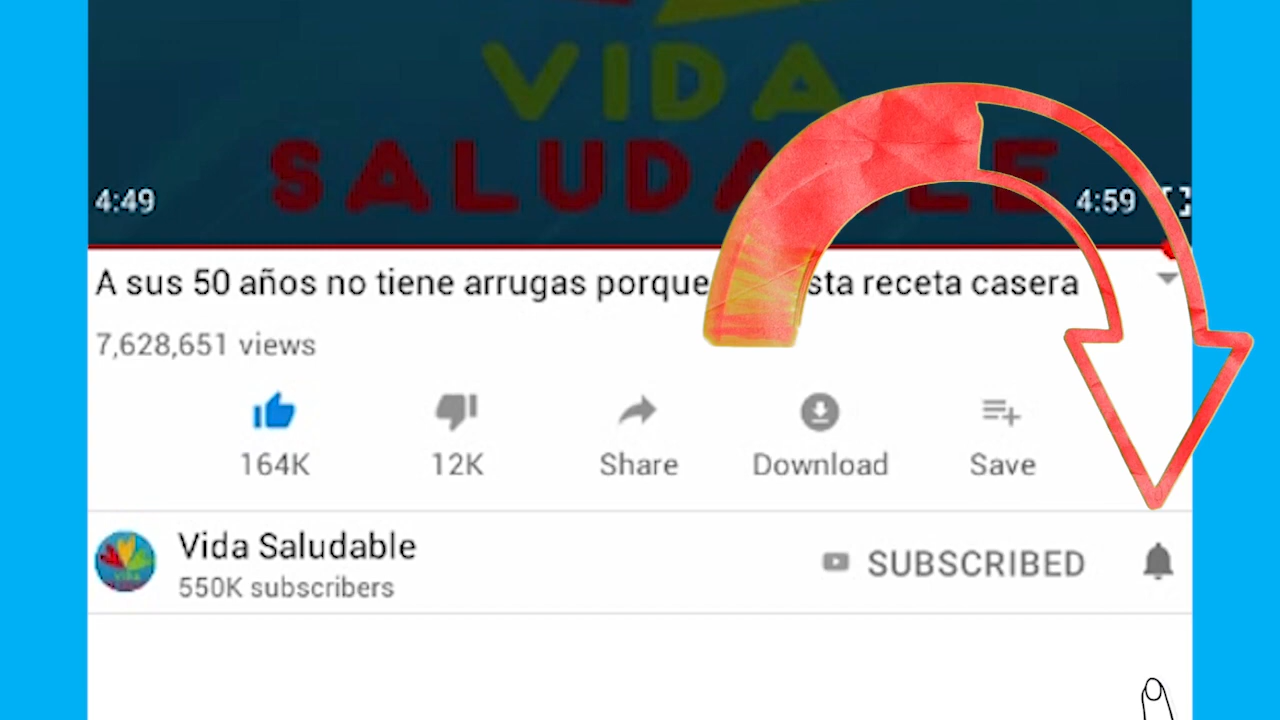 VIDA
SALUDABLE
4:49
4:59
A sus 50 años no tiene arrugas porque sta receta casera
7,628,651 views
164K
12K
Share
Download
Save
Vida Saludable
550K subscribers
SUBSCRIBED